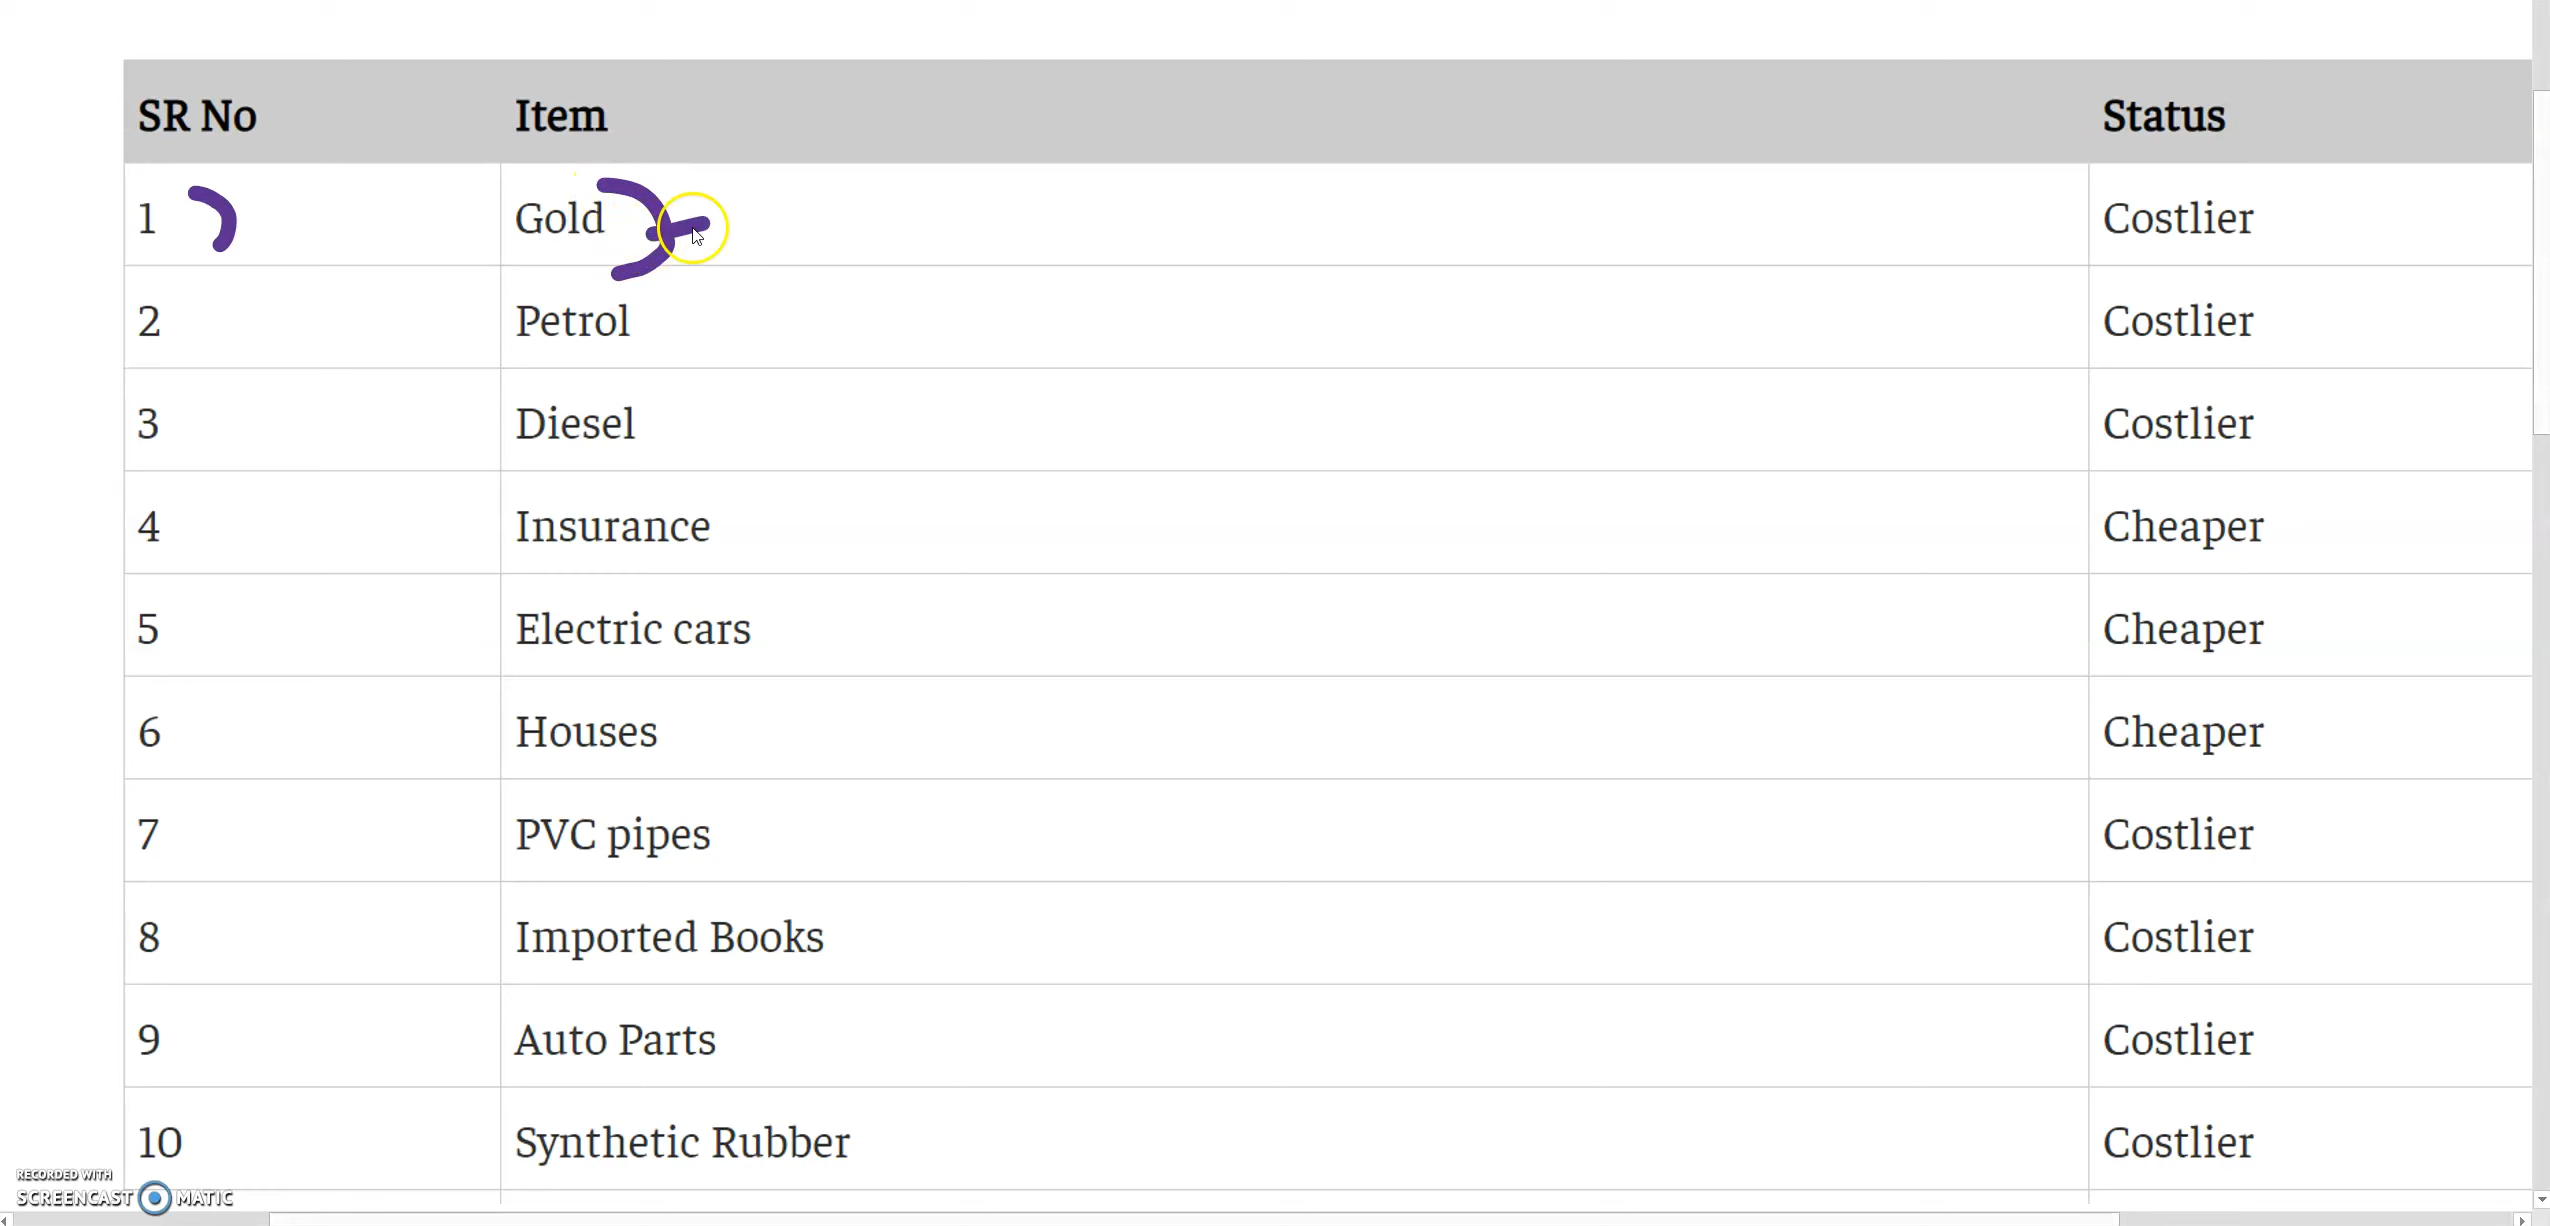 SR No Item Status
1 Gold Costlier
2 Petrol Costlier
3 Diesel Costlier
4 Insurance Cheaper
5 Electric cars Cheaper
6 Houses Cheaper
7 PVC pipes Costlier
8 Imported Books Costlier
9 Auto Parts Costlier
10 Synthetic Rubber Costlier
RECORDED WITH
SCREENCAST MATIC